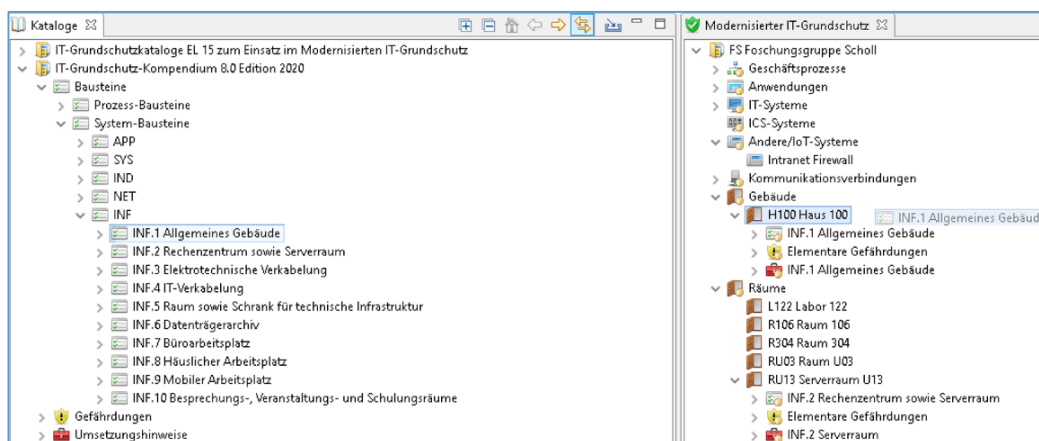 Kataloge
IT-Grundschutzkataloge EL 15 zum Einsatz im Modernisierten IT-Grundschutz
IT-Grundschutz-Kompendium 8.0 Edition 2020
Bausteine
Prozess-Bausteine
System-Bausteine
APP
SYS
IND
NET
INF
INF.1 Allgemeines Gebäude
INF.2 Rechenzentrum sowie Serverraum
INF.3 Elektrotechnische Verkabelung
INF.4 IT-Verkabelung
INF.5 Raum sowie Schrank für technische Infrastruktur
INF.6 Datenträgerarchiv
INF.7 Büroarbeitsplatz
INF.8 Häuslicher Arbeitsplatz
INF.9 Mobiler Arbeitsplatz
INF.10 Besprechungs-, Veranstaltungs- und Schulungsräume
Gefährdungen
Umsetzungshinweise
Modernisierter IT-Grundschutz
FS Foschungsgruppe Scholl
Geschäftsprozesse
Anwendungen
IT-Systeme
ICS-Systeme
Andere/IoT-Systeme
Intranet Firewall
Kommunikationsverbindungen
Gebäude
H100 Haus 100 INF.1 Allgemeines Gebäud
INF.1 Allgemeines Gebäude
Elementare Gefährdungen
INF.1 Allgemeines Gebäude
Räume
L122 Labor 122
R106 Raum 106
R304 Raum 304
RU03 Raum U03
RU13 Serverraum U13
INF.2 Rechenzentrum sowie Serverraum
Elementare Gefährdungen
INF.2 Serverraum